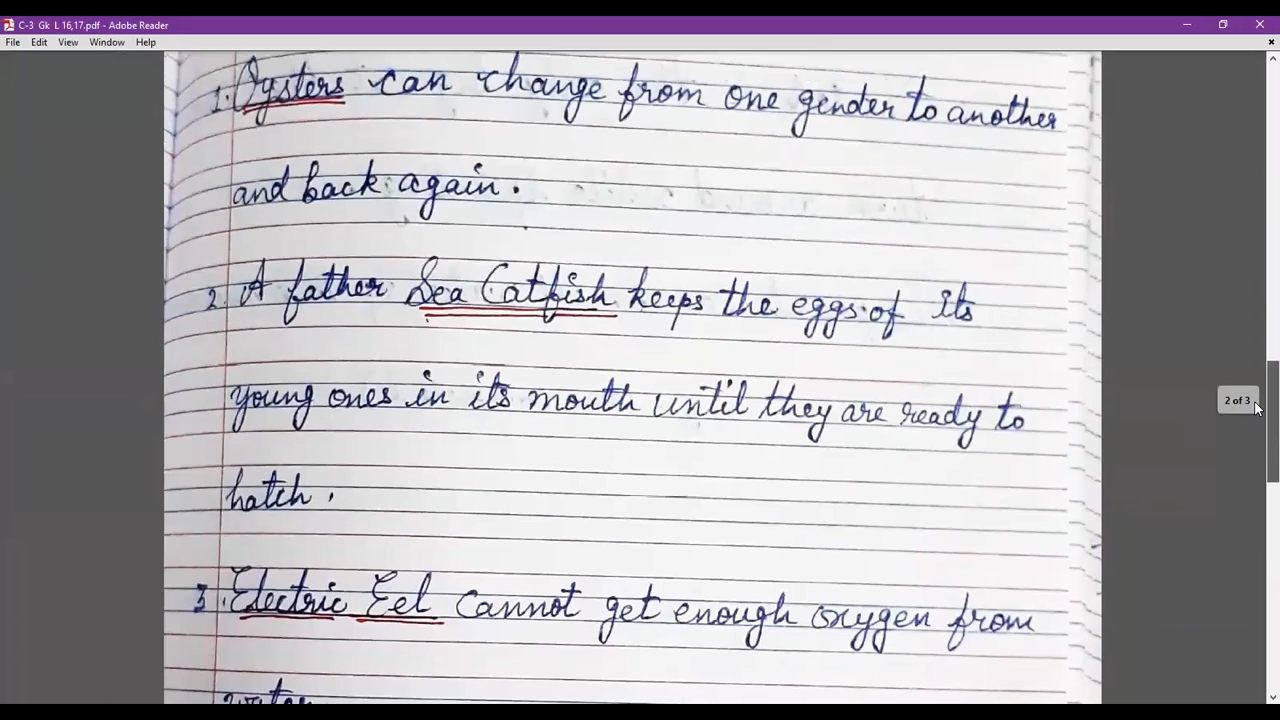 C-3 Gk L 16,17.pdf - Adobe Reader
File Edit View Window Help
1. Oysters can change from one gender to another
and back again.
2. A father Sea Catfish keeps the eggs of its
young ones in its mouth until they are ready to
hatch.
2 of 3
3. Electric Eel cannot get enough oxygen from
water